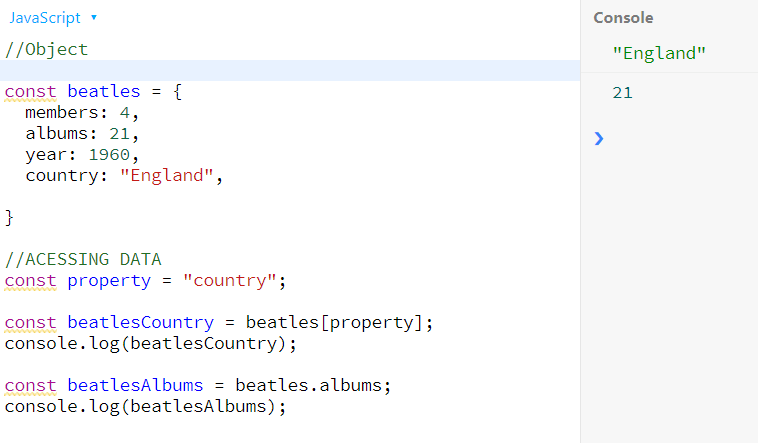 JavaScript
//Object
const beatles = {
  members: 4,
  albums: 21,
  year: 1960,
  country: "England",
}
//ACESSING DATA
const property = "country";
const beatlesCountry = beatles[property];
console.log(beatlesCountry);
const beatlesAlbums = beatles.albums;
console.log(beatlesAlbums);
Console
"England"
21